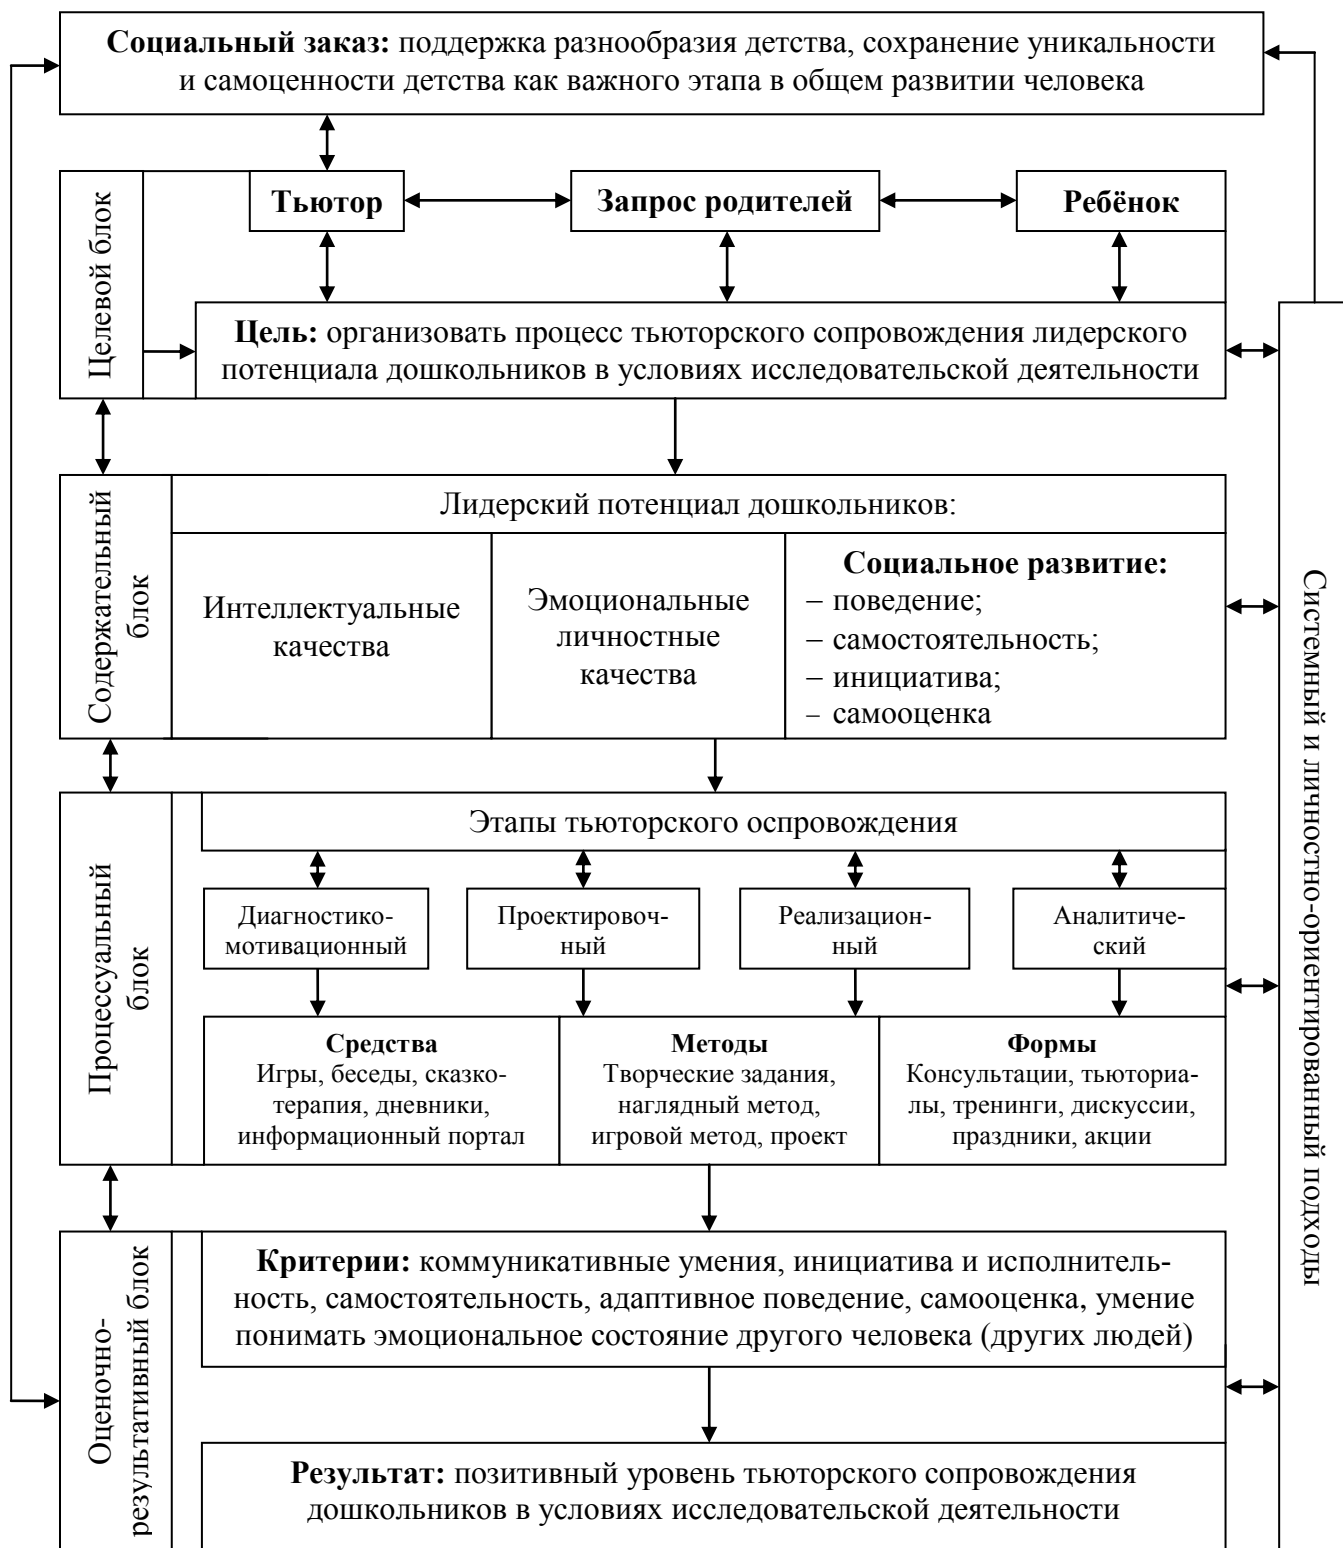 Социальный заказ: поддержка разнообразия детства, сохранение уникальности
и самоценности детства как важного этапа в общем развитии человека
Целевой блок
Тьютор
Запрос родителей
Ребёнок
Цель: организовать процесс тьюторского сопровождения лидерского
потенциала дошкольников в условиях исследовательской деятельности
Содержательный
блок
Лидерский потенциал дошкольников:
Интеллектуальные
качества
Эмоциональные
личностные
качества
Социальное развитие:
– поведение;
– самостоятельность;
– инициатива;
– самооценка
Процессуальный
блок
Этапы тьюторского оспровождения
Диагностико-
мотивационный
Проектировоч-
ный
Реализацион-
ный
Аналитиче-
ский
Средства
Игры, беседы, сказко-
терапия, дневники,
информационный портал
Методы
Творческие задания,
наглядный метод,
игровой метод, проект
Формы
Консультации, тьюториа-
лы, тренинги, дискуссии,
праздники, акции
Оценочно-
результативный блок
Критерии: коммуникативные умения, инициатива и исполнитель-
ность, самостоятельность, адаптивное поведение, самооценка, умение
понимать эмоциональное состояние другого человека (других людей)
Результат: позитивный уровень тьюторского сопровождения
дошкольников в условиях исследовательской деятельности
Системный и личностно-ориентированный подходы